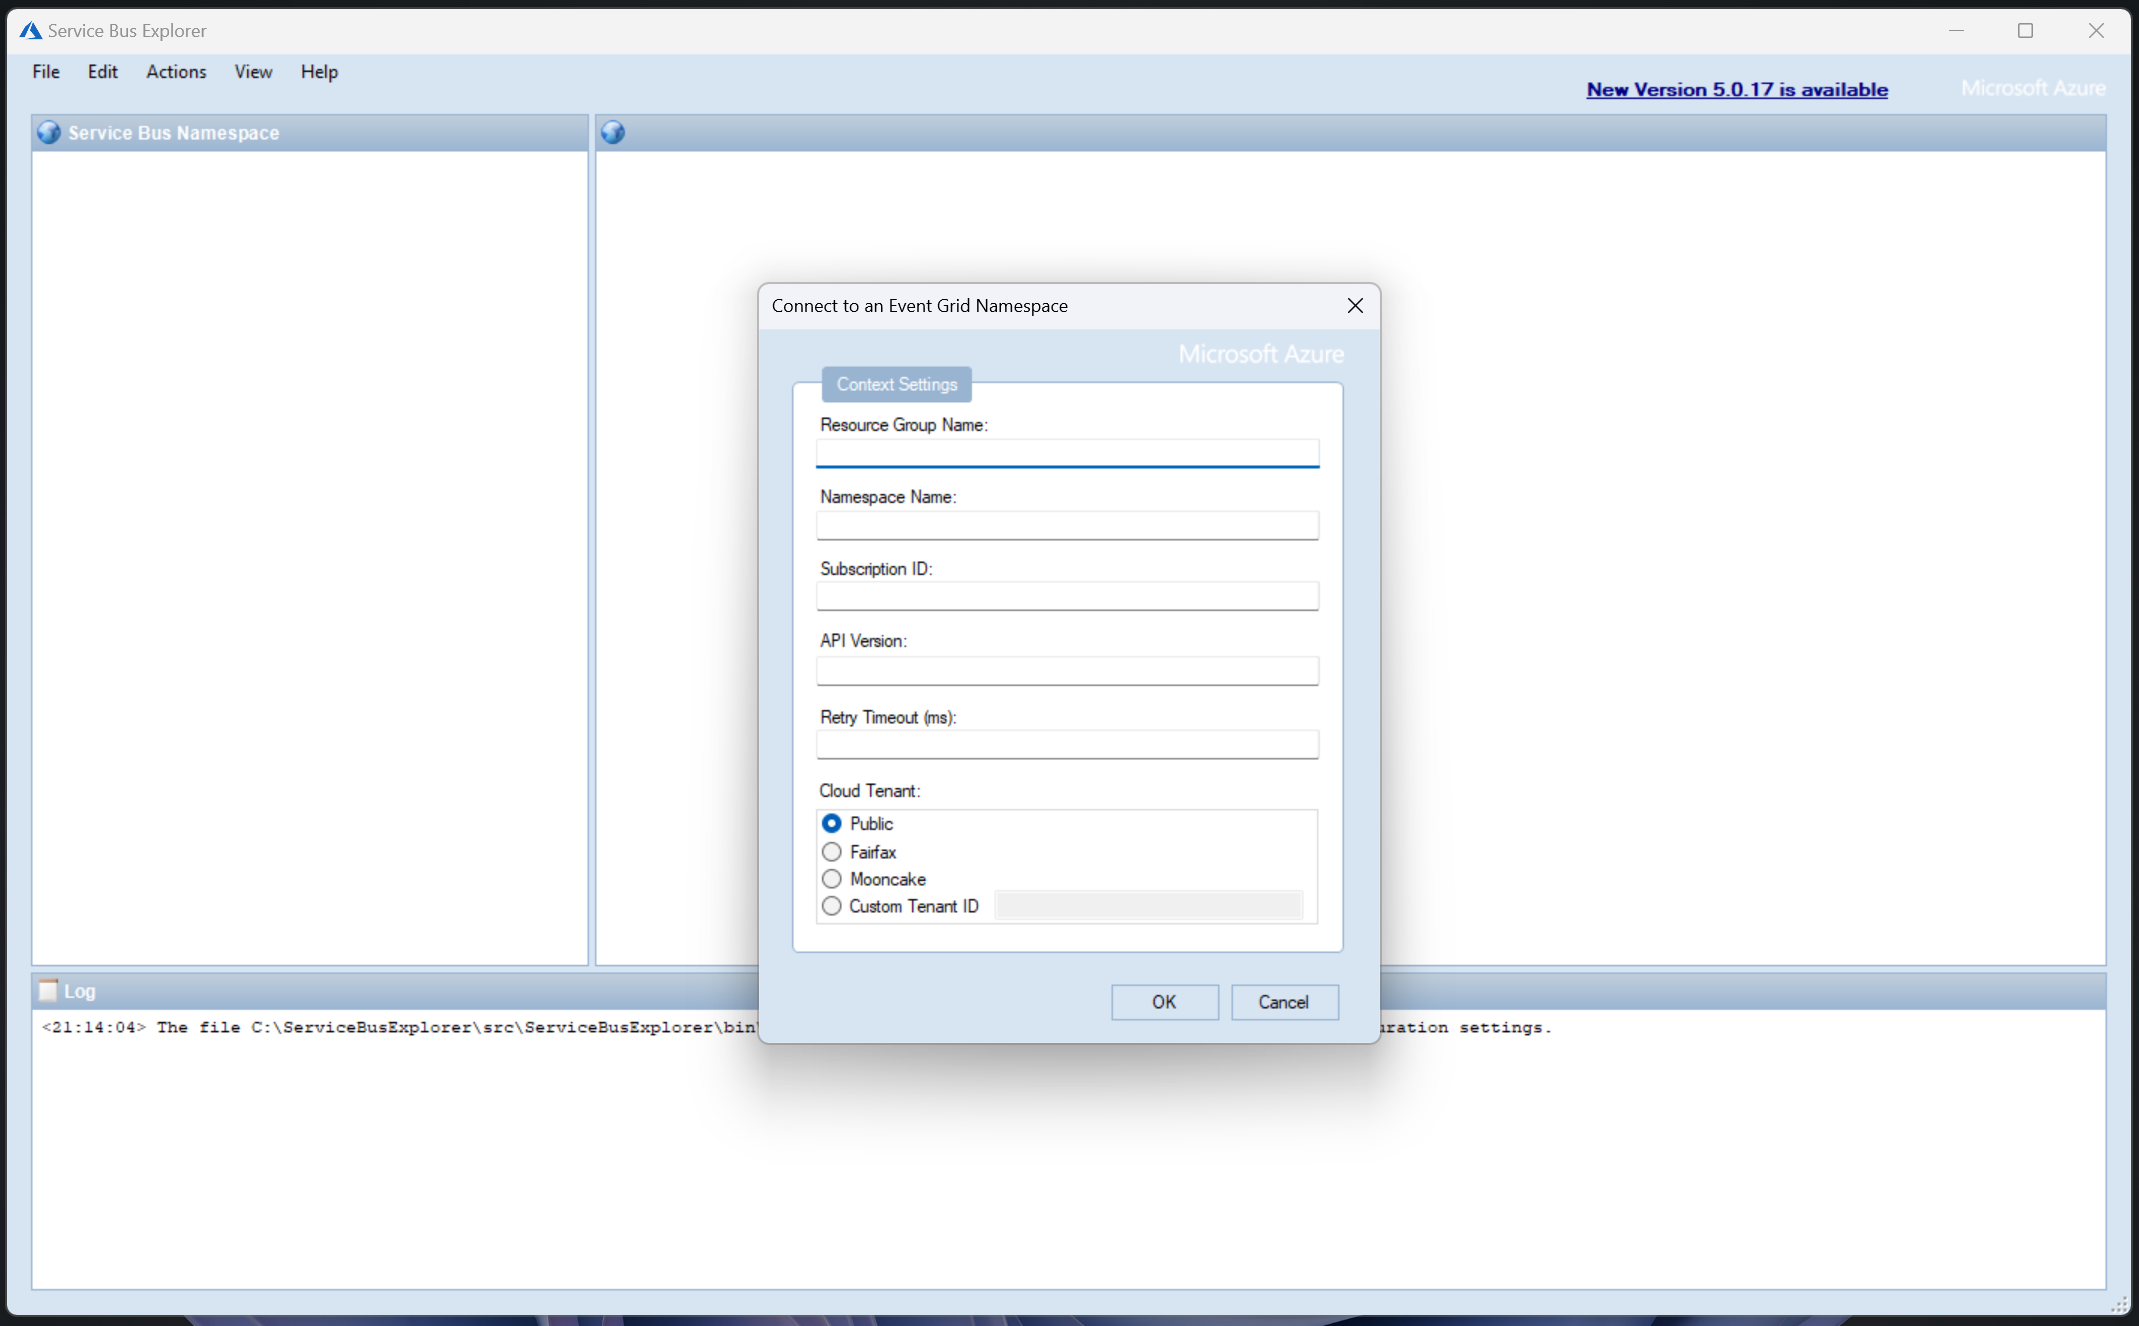 Service Bus Explorer
File Edit Actions View Help
New Version 5.0.17 is available
Microsoft Azure
Service Bus Namespace
Connect to an Event Grid Namespace
Microsoft Azure
Context Settings
Resource Group Name:
Namespace Name:
Subscription ID:
API Version:
Retry Timeout (ms):
Cloud Tenant:
Public
Fairfax
Mooncake
Custom Tenant ID
OK Cancel
Log
<21:14:04> The file C:\ServiceBusExplorer\src\ServiceBusExplorer\bin settings.